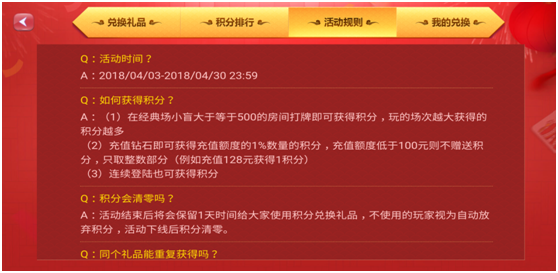 兑换礼品
积分排行
活动规则
我的兑换
Q：活动时间？
A：2018/04/03-2018/04/30 23:59
Q：如何获得积分？
A：（1）在经典场小盲大于等于500的房间打牌即可获得积分，玩的场次越大获得的
积分越多
（2）充值钻石即可获得充值额度的1%数量的积分，充值额度低于100元则不赠送积
分，只取整数部分（例如充值128元获得1积分）
（3）连续登陆也可获得积分
Q：积分会清零吗？
A：活动结束后将会保留1天时间给大家使用积分兑换礼品，不使用的玩家视为自动放
弃积分，活动下线后积分清零。
Q：同个礼品能重复获得吗？